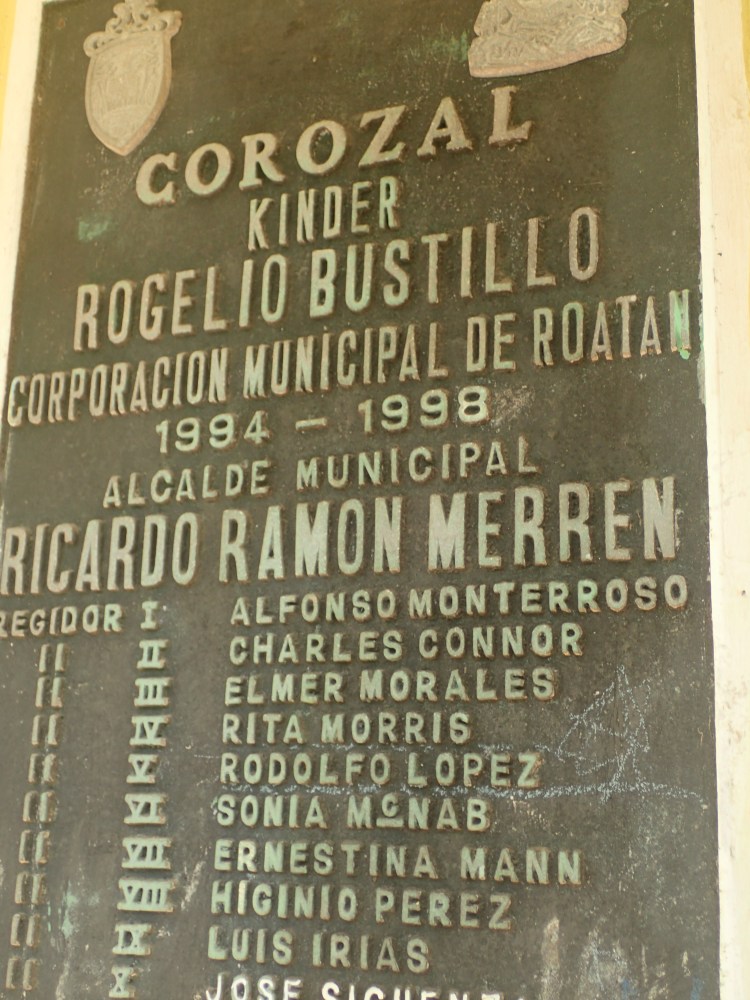 COROZAL
KINDER
ROGELIO BUSTILLO
CORPORACION MUNICIPAL DE ROATAN
1994 - 1998
ALCALDE MUNICIPAL
RICARDO RAMON MERREN
REGIDOR I ALFONSO MONTERROSO
" II CHARLES CONNOR
" III ELMER MORALES
" IV RITA MORRIS
" V RODOLFO LOPEZ
" VI SONIA McNAB
" VII ERNESTINA MANN
" VIII HIGINIO PEREZ
" IX LUIS IRIAS
" X JOSE